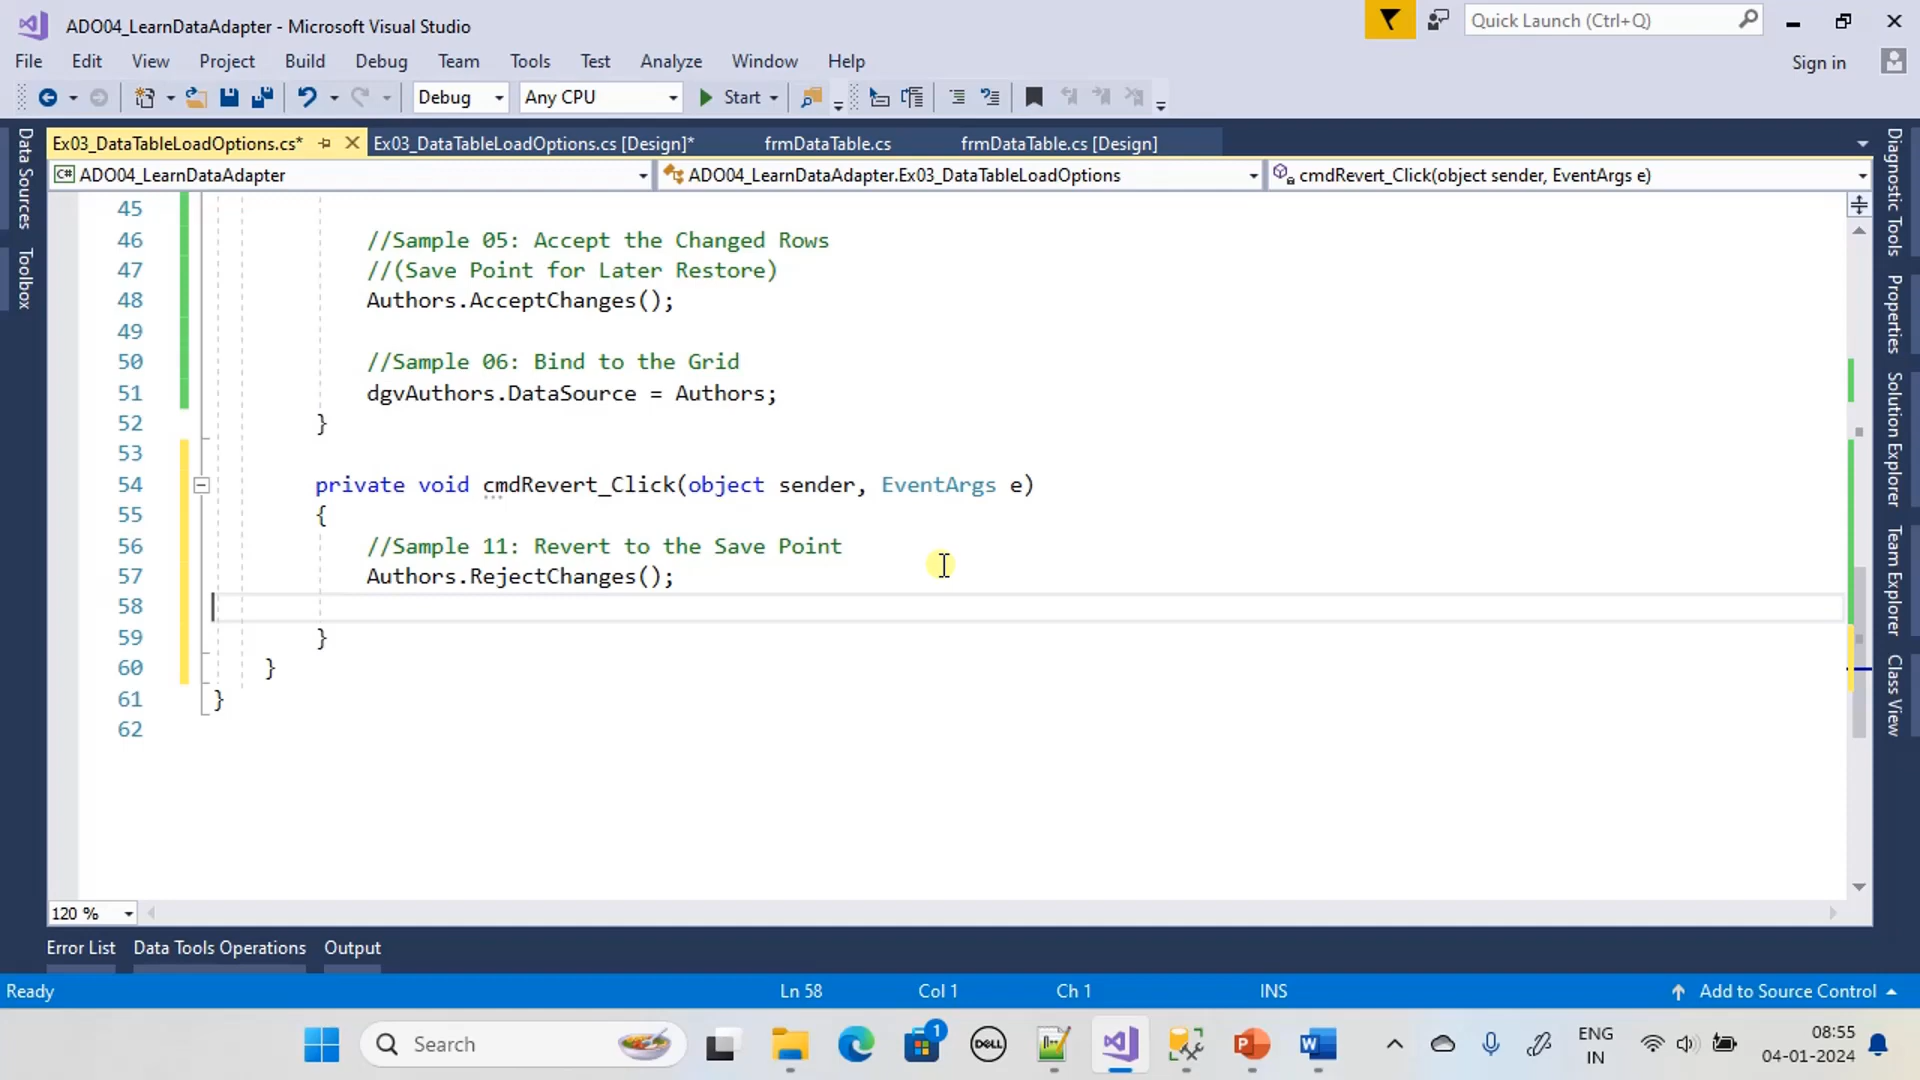 ADO04_LearnDataAdapter - Microsoft Visual Studio
Quick Launch (Ctrl+Q)
File Edit View Project Build Debug Team Tools Test Analyze Window Help
Sign in
Debug Any CPU Start
Ex03_DataTableLoadOptions.cs* Ex03_DataTableLoadOptions.cs [Design]* frmDataTable.cs frmDataTable.cs [Design]
C# ADO04_LearnDataAdapter ADO04_LearnDataAdapter.Ex03_DataTableLoadOptions cmdRevert_Click(object sender, EventArgs e)
Data Sources
Toolbox
45
46 //Sample 05: Accept the Changed Rows
47 //(Save Point for Later Restore)
48 Authors.AcceptChanges();
49
50 //Sample 06: Bind to the Grid
51 dgvAuthors.DataSource = Authors;
52 }
53
54 private void cmdRevert_Click(object sender, EventArgs e)
55 {
56 //Sample 11: Revert to the Save Point
57 Authors.RejectChanges();
58
59 }
60 }
61 }
62
Diagnostic Tools
Properties
Solution Explorer
Team Explorer
Class View
120 %
Error List Data Tools Operations Output
Ready Ln 58 Col 1 Ch 1 INS Add to Source Control
Search
1
DELL
ENG
IN
08:55
04-01-2024